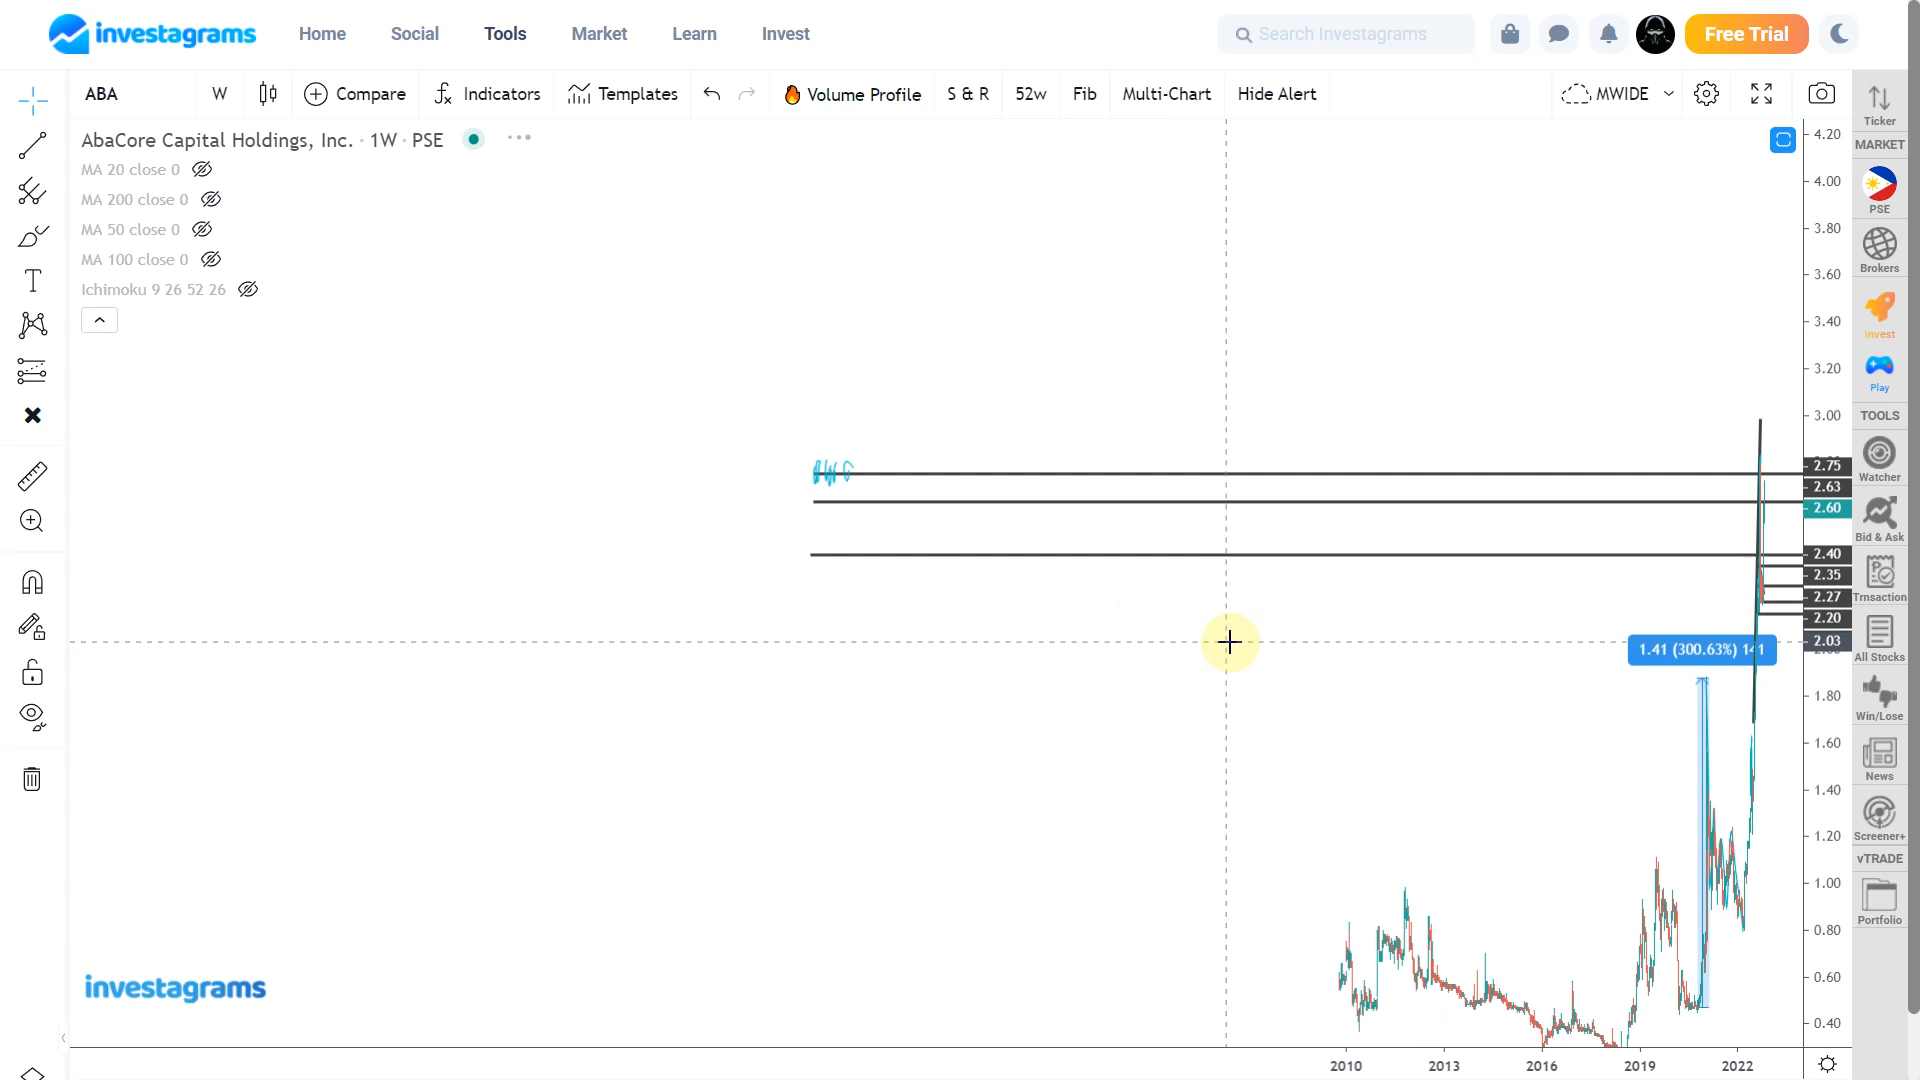 investagrams Home Social Tools Market Learn Invest Search Investagrams Free Trial
ABA W Compare Indicators Templates Volume Profile S & R 52w Fib Multi-Chart Hide Alert MWIDE
AbaCore Capital Holdings, Inc. · 1W · PSE
MA 20 close 0
MA 200 close 0
MA 50 close 0
MA 100 close 0
Ichimoku 9 26 52 26
4.20
4.00
3.80
3.60
3.40
3.20
3.00
2.75
2.63
2.60
2.40
2.35
2.27
2.20
2.03
1.41 (300.63%) 141
1.80
1.60
1.40
1.20
1.00
0.80
0.60
0.40
investagrams
2010 2013 2016 2019 2022
Ticker
MARKET
PSE
Brokers
Invest
Play
TOOLS
Watcher
Bid & Ask
Trnsaction
All Stocks
Win/Lose
News
Screener+
vTRADE
Portfolio